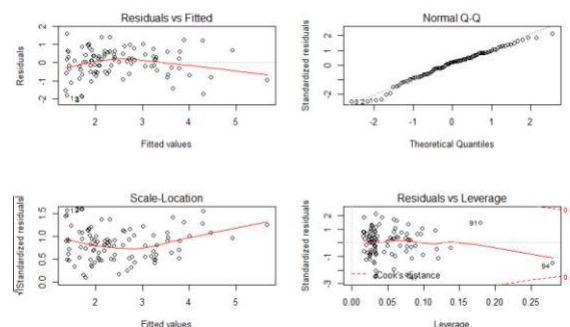 Residuals vs Fitted
Residuals
2
1
0
-1
-2
2
3
4
5
Fitted values
Normal Q-Q
Standardized residuals
2
1
0
-2
-2
-1
0
1
2
Theoretical Quantiles
Scale-Location
√|Standardized residuals|
1.5
1.0
0.5
0.0
2
3
4
5
Fitted values
Residuals vs Leverage
Standardized residuals
2
1
-1
-3
91
94
Cook's distance
0.00
0.05
0.10
0.15
0.20
0.25
Leverage